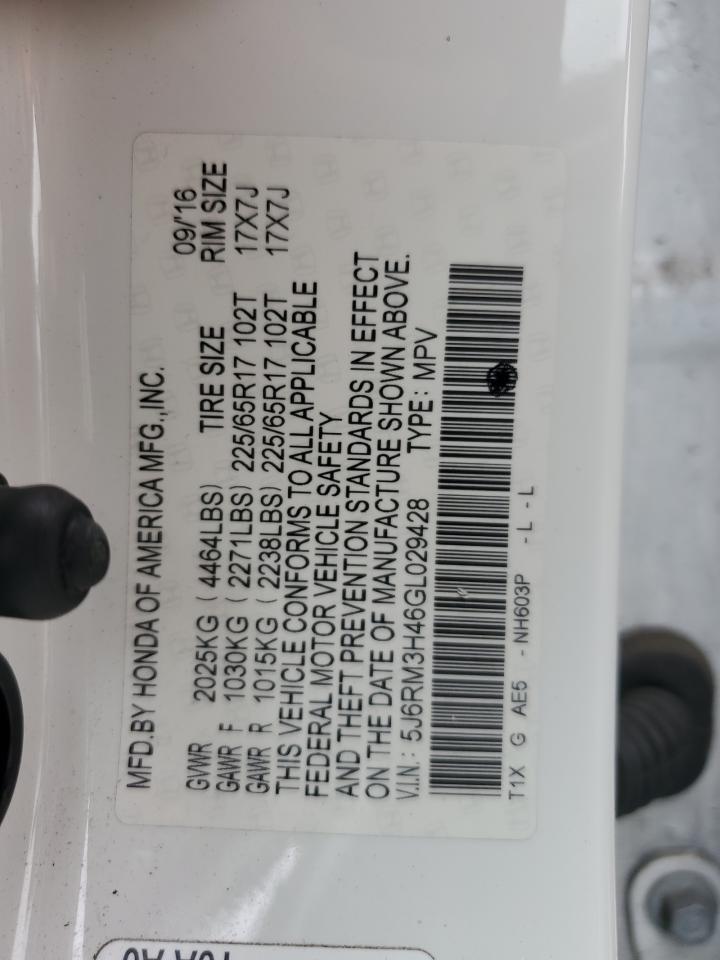 MFD.BY HONDA OF AMERICA MFG.,INC. 09/'16
GVWR 2025KG ( 4464LBS) TIRE SIZE RIM SIZE
GAWR F 1030KG ( 2271LBS) 225/65R17 102T 17X7J
GAWR R 1015KG ( 2238LBS) 225/65R17 102T 17X7J
THIS VEHICLE CONFORMS TO ALL APPLICABLE
FEDERAL MOTOR VEHICLE SAFETY
AND THEFT PREVENTION STANDARDS IN EFFECT
ON THE DATE OF MANUFACTURE SHOWN ABOVE.
V.I.N.: 5J6RM3H46GL029428 TYPE: MPV
T1X G AE5 - NH603P - L - L